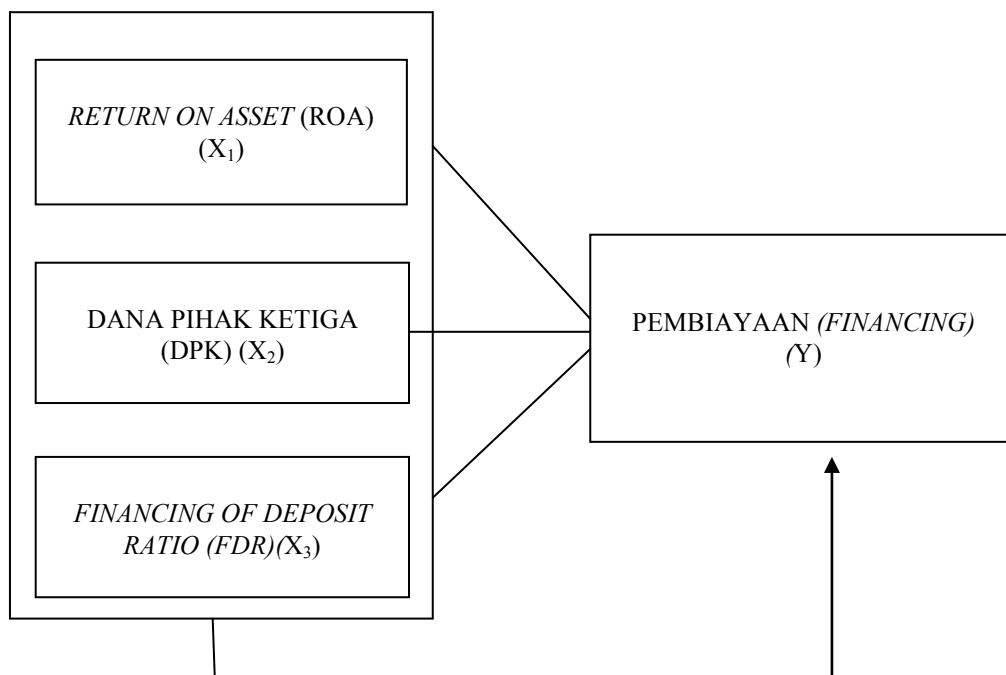 RETURN ON ASSET (ROA)
(X₁)
DANA PIHAK KETIGA
(DPK) (X₂)
FINANCING OF DEPOSIT
RATIO (FDR)(X₃)
PEMBIAYAAN (FINANCING)
(Y)